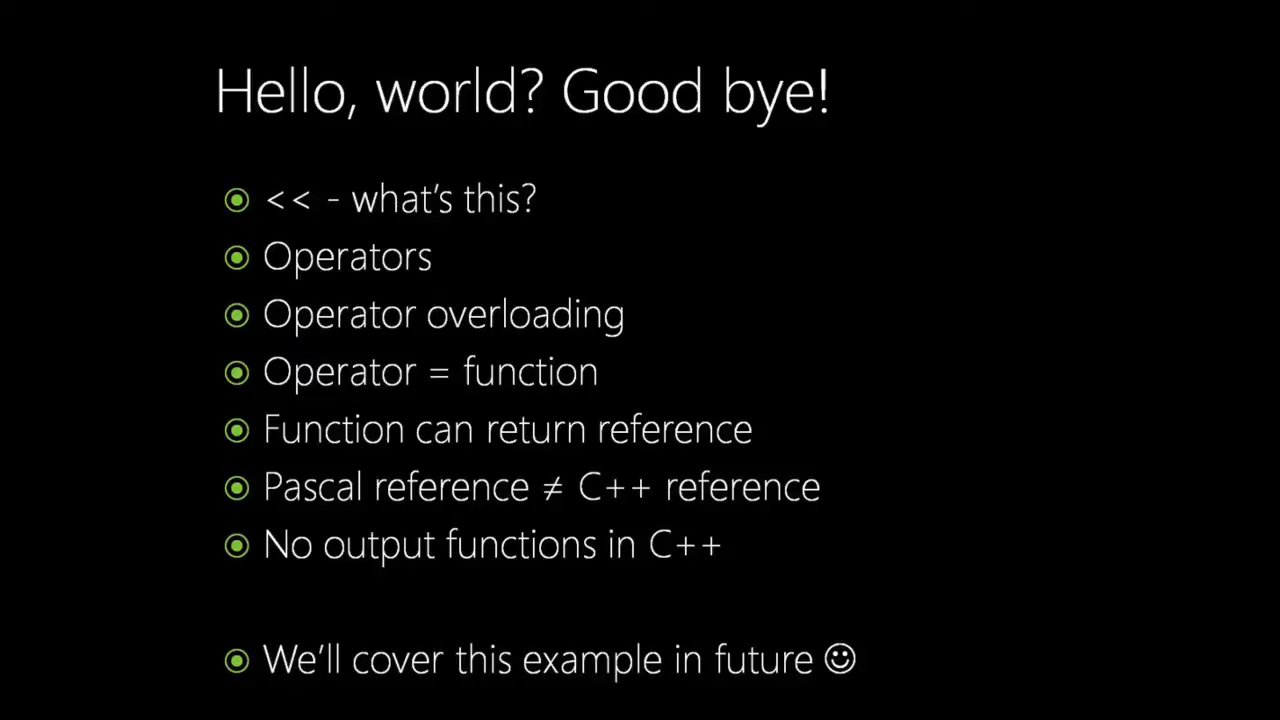 Hello, world? Good bye!
<< - what's this?
Operators
Operator overloading
Operator = function
Function can return reference
Pascal reference ≠ C++ reference
No output functions in C++
We'll cover this example in future ☺